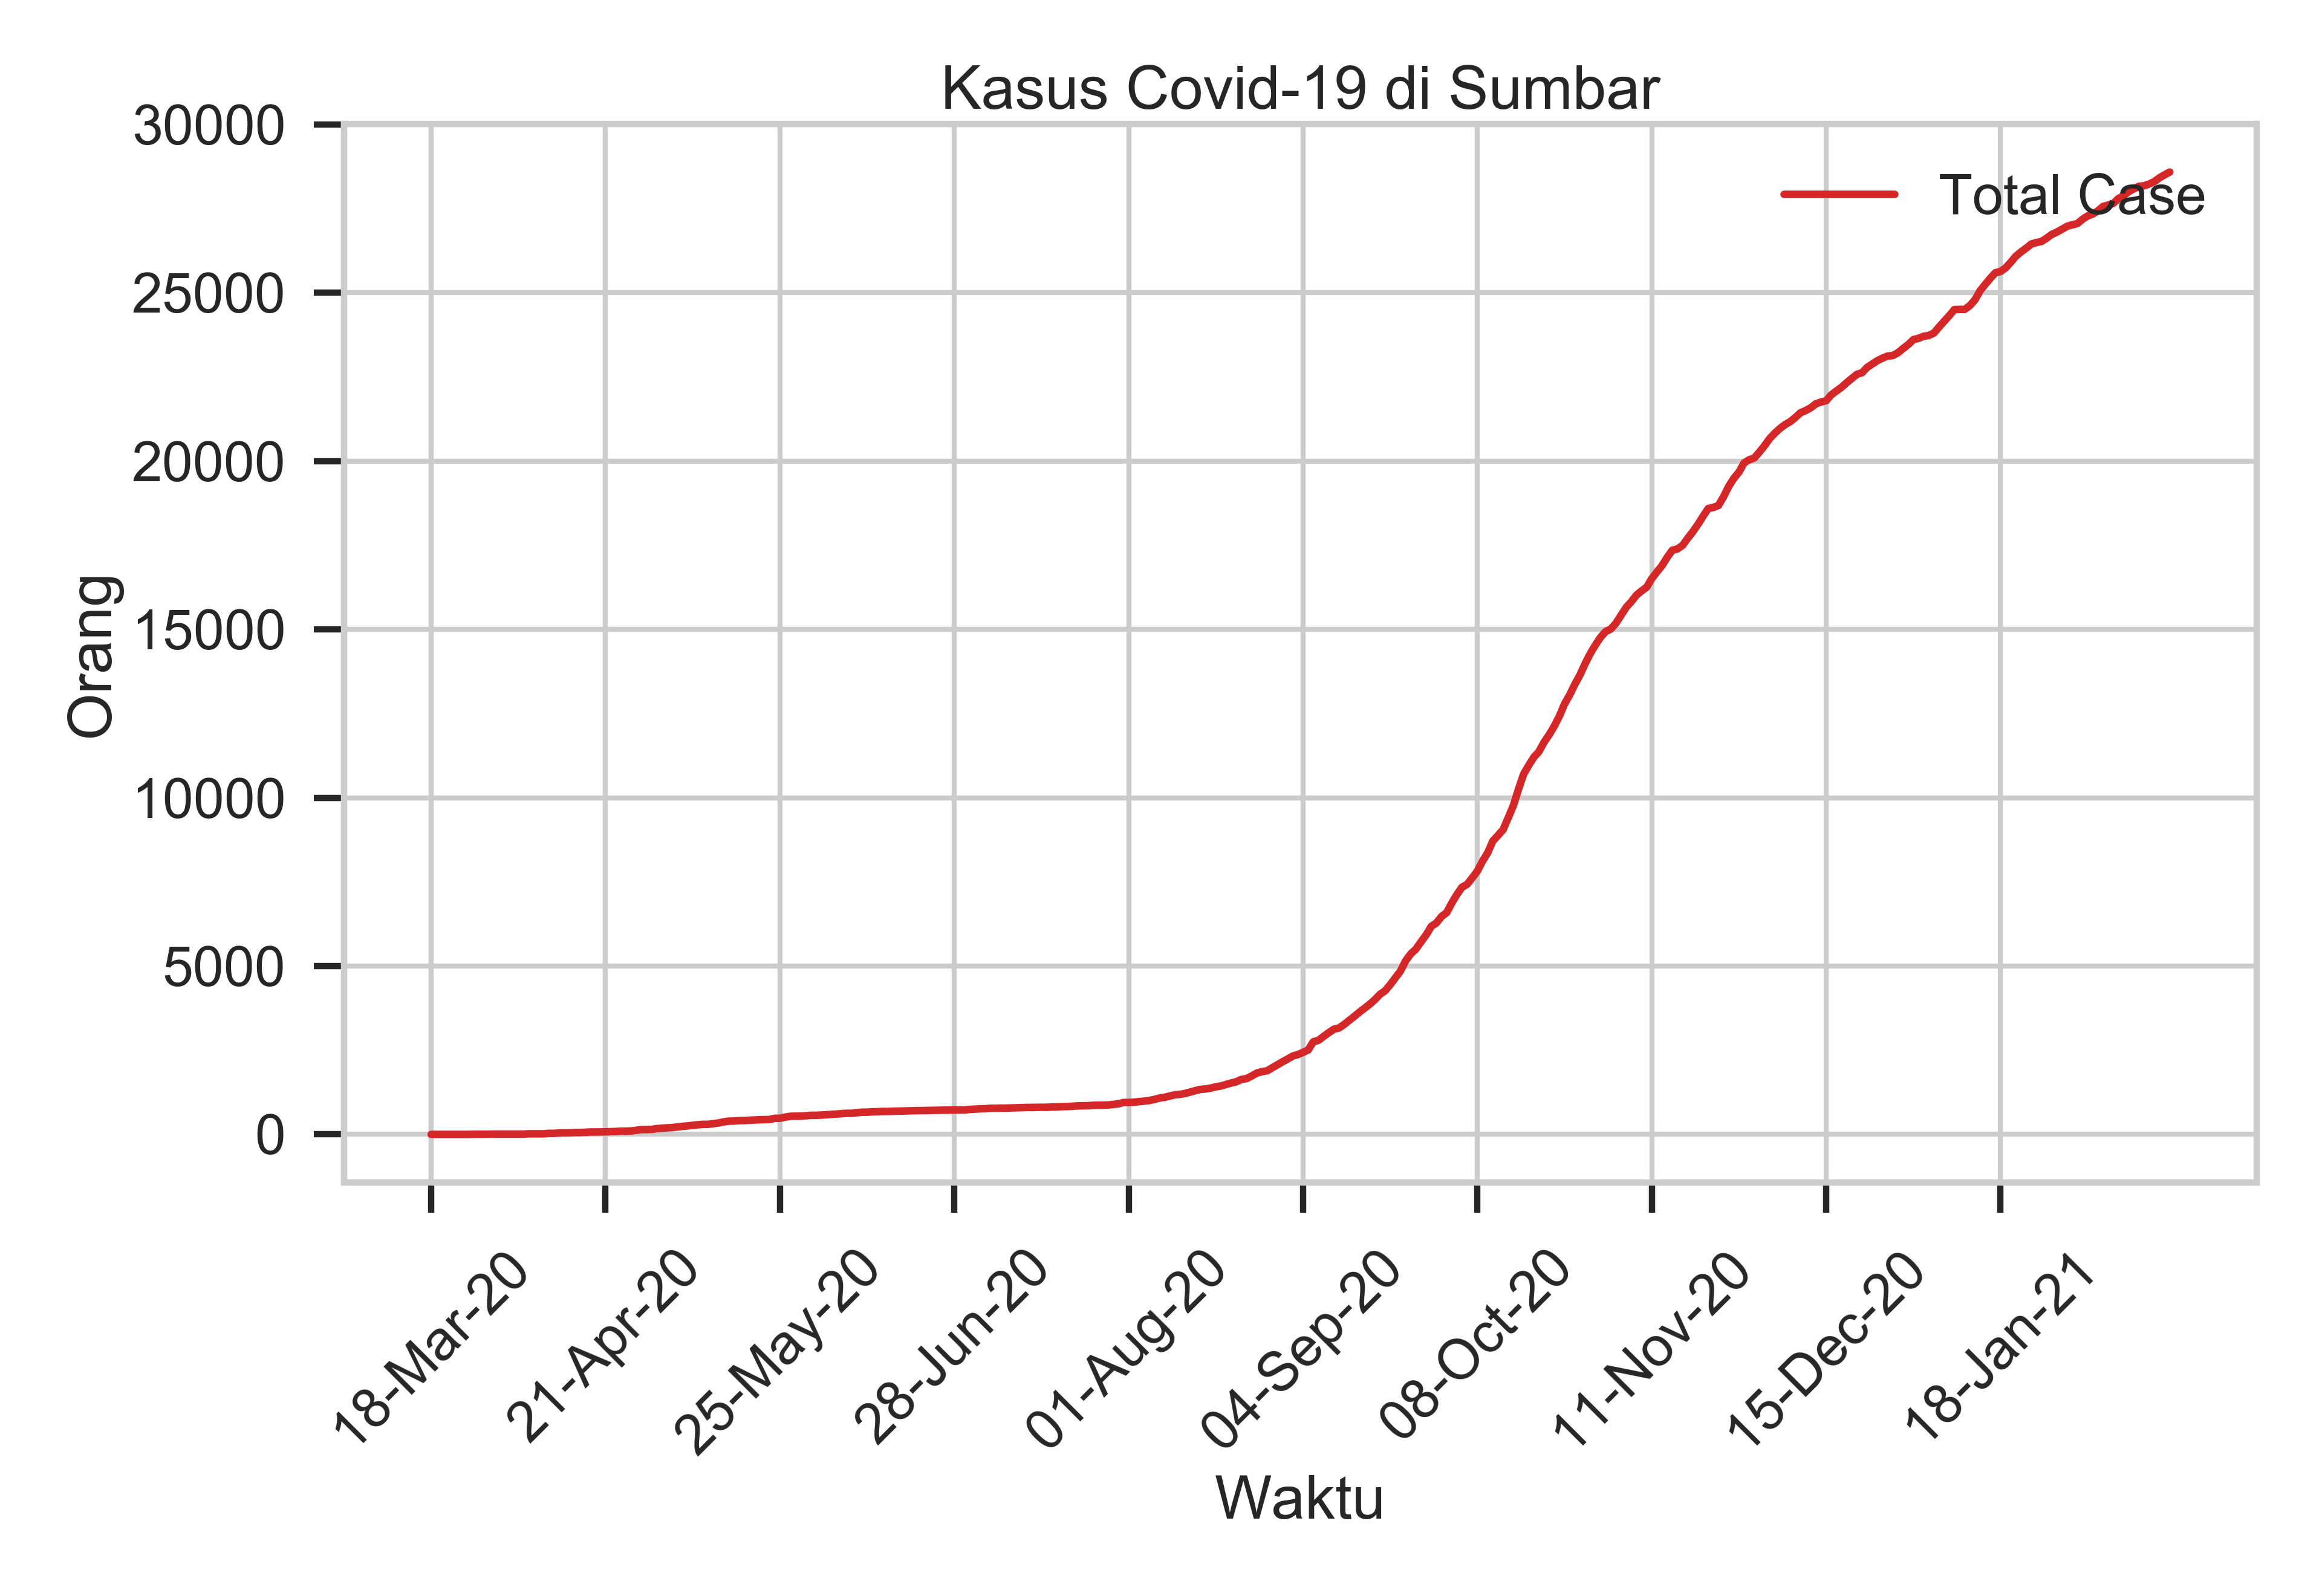 Kasus Covid-19 di Sumbar
30000
25000
20000
15000
10000
5000
0
Orang
Total Case
18-Mar-20
21-Apr-20
25-May-20
28-Jun-20
01-Aug-20
04-Sep-20
08-Oct-20
11-Nov-20
15-Dec-20
18-Jan-21
Waktu